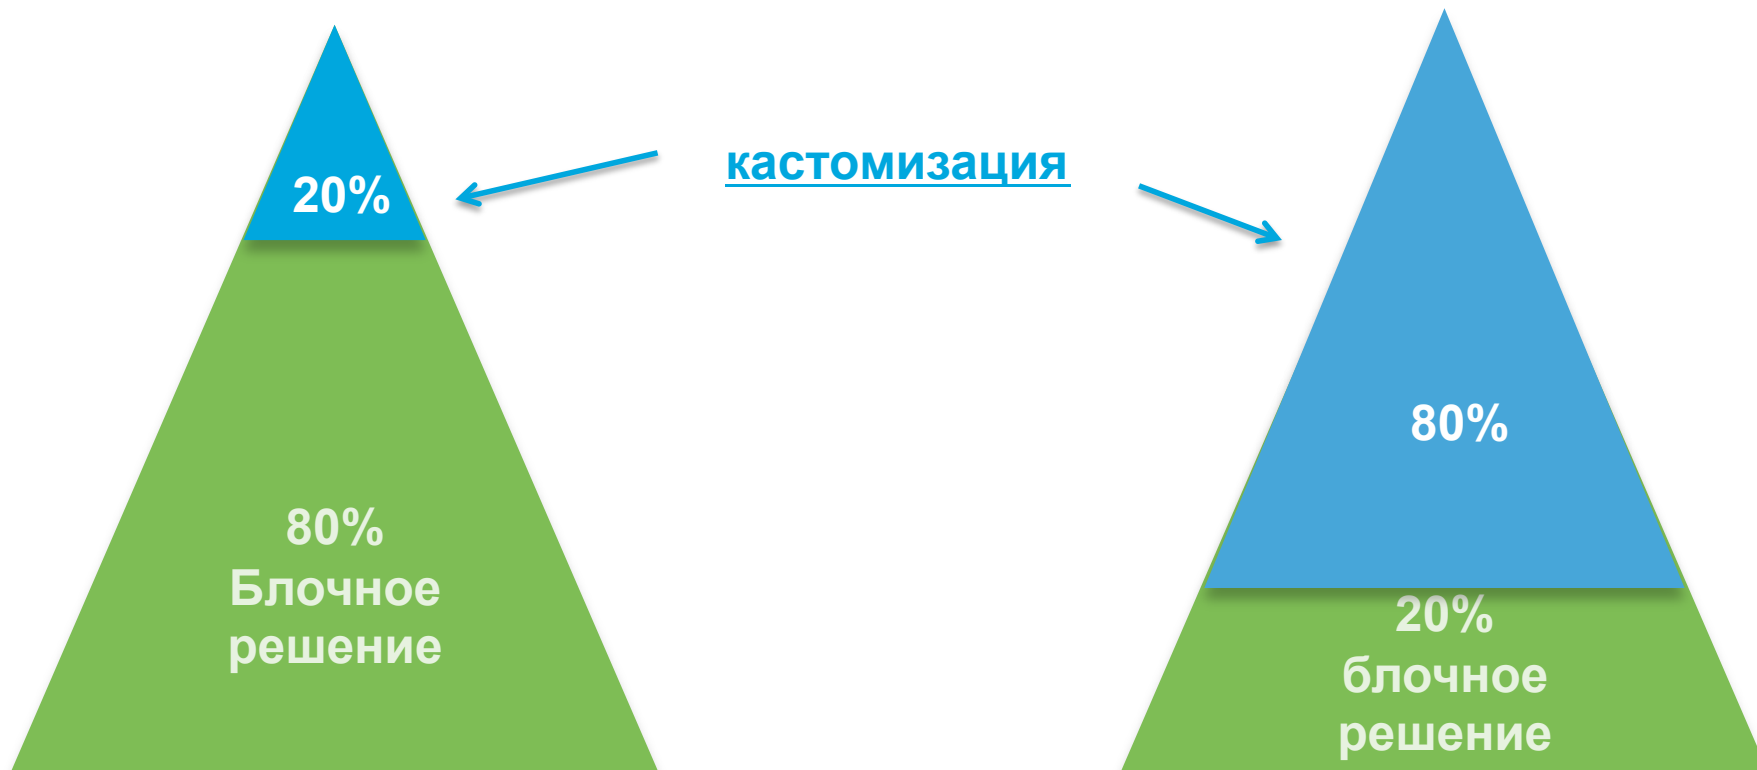 20%
80%
Блочное
решение
кастомизация
80%
20%
блочное
решение